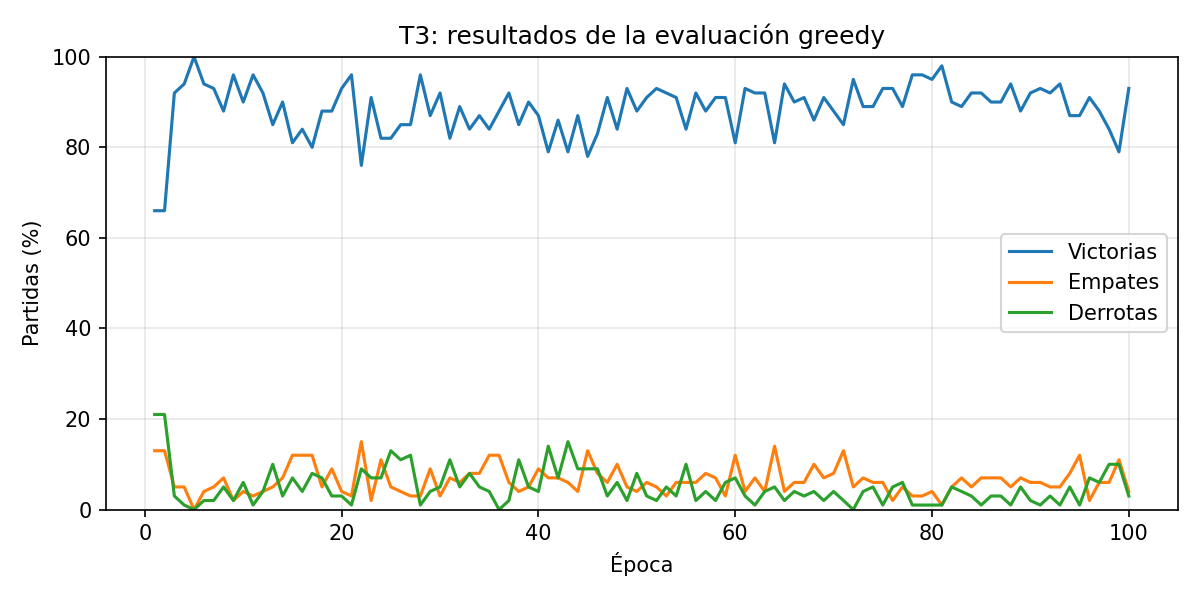 T3: resultados de la evaluación greedy
Partidas (%)
100
80
60
40
20
0
Victorias
Empates
Derrotas
0 20 40 60 80 100
Época